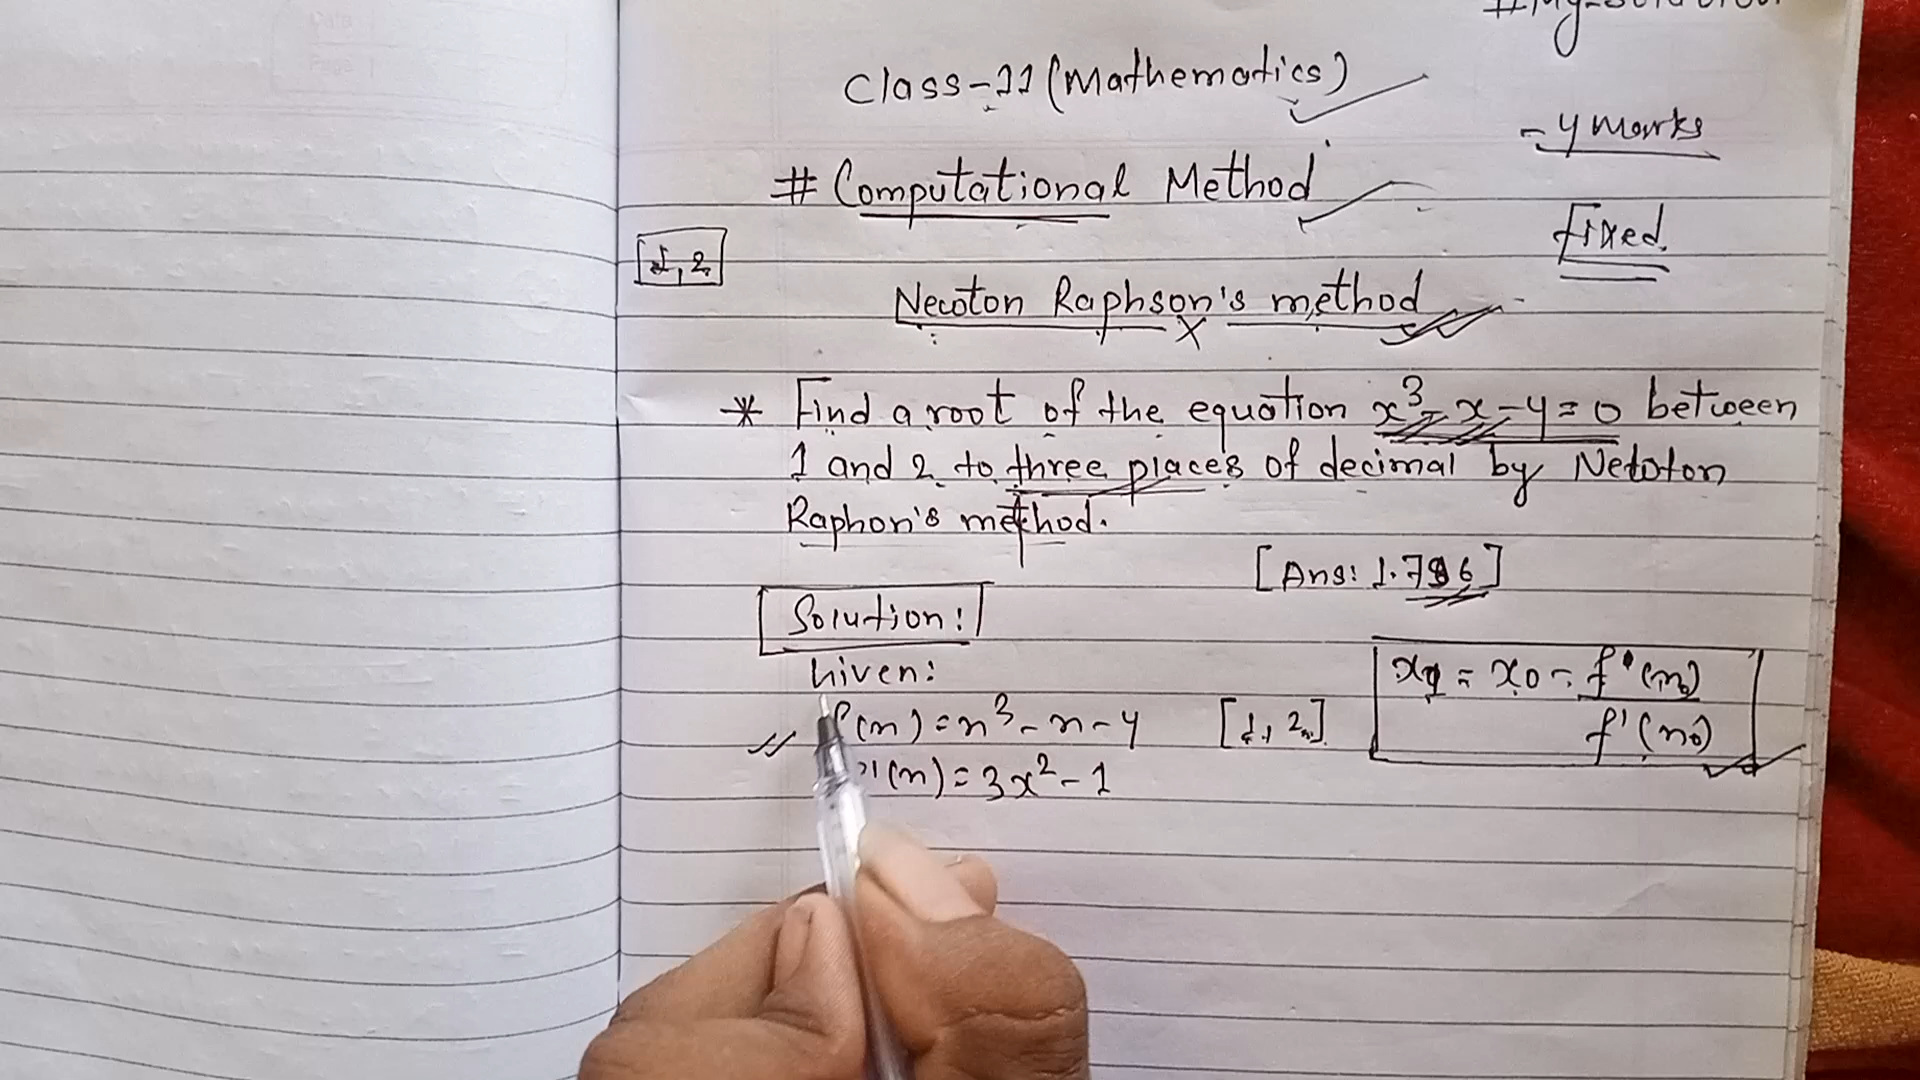 #My solution
Class-11 (Mathematics)
- 4 marks
# Computational Method
fixed.
1, 2
Newton Raphson's method
* Find a root of the equation x³-x-4=0 between
1 and 2 to three places of decimal by Newton
Raphon's method.
[Ans: 1.796]
Solution:
Given:
x1 = x0 - f(x0)
f'(x0)
f(x) = x³-x-4 [1, 2]
'(x) = 3x²-1